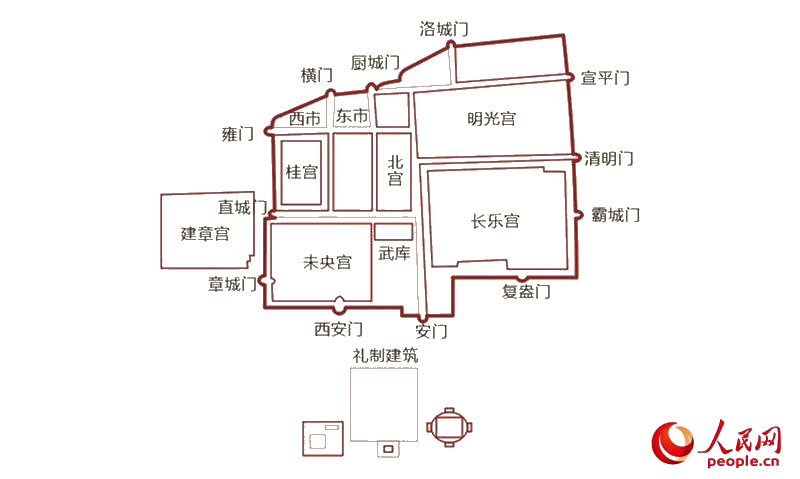 洛城门
厨城门
横门
宣平门
西市
东市
明光宫
雍门
清明门
桂宫
北
宫
直城门
霸城门
长乐宫
建章宫
武库
未央宫
章城门
复盎门
西安门
安门
礼制建筑
人民网
people.cn